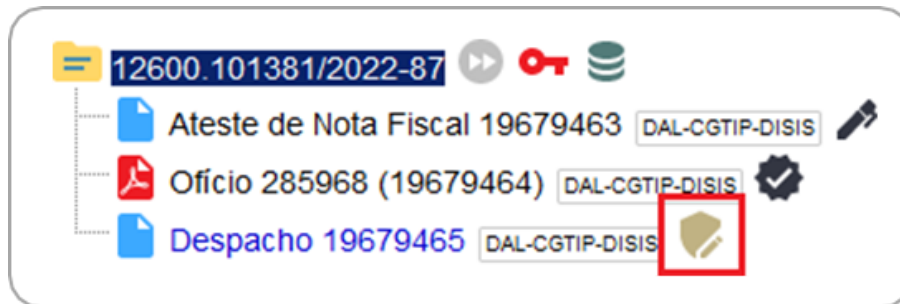 12600.101381/2022-87
Ateste de Nota Fiscal 19679463 DAL-CGTIP-DISIS
Ofício 285968 (19679464) DAL-CGTIP-DISIS
Despacho 19679465 DAL-CGTIP-DISIS